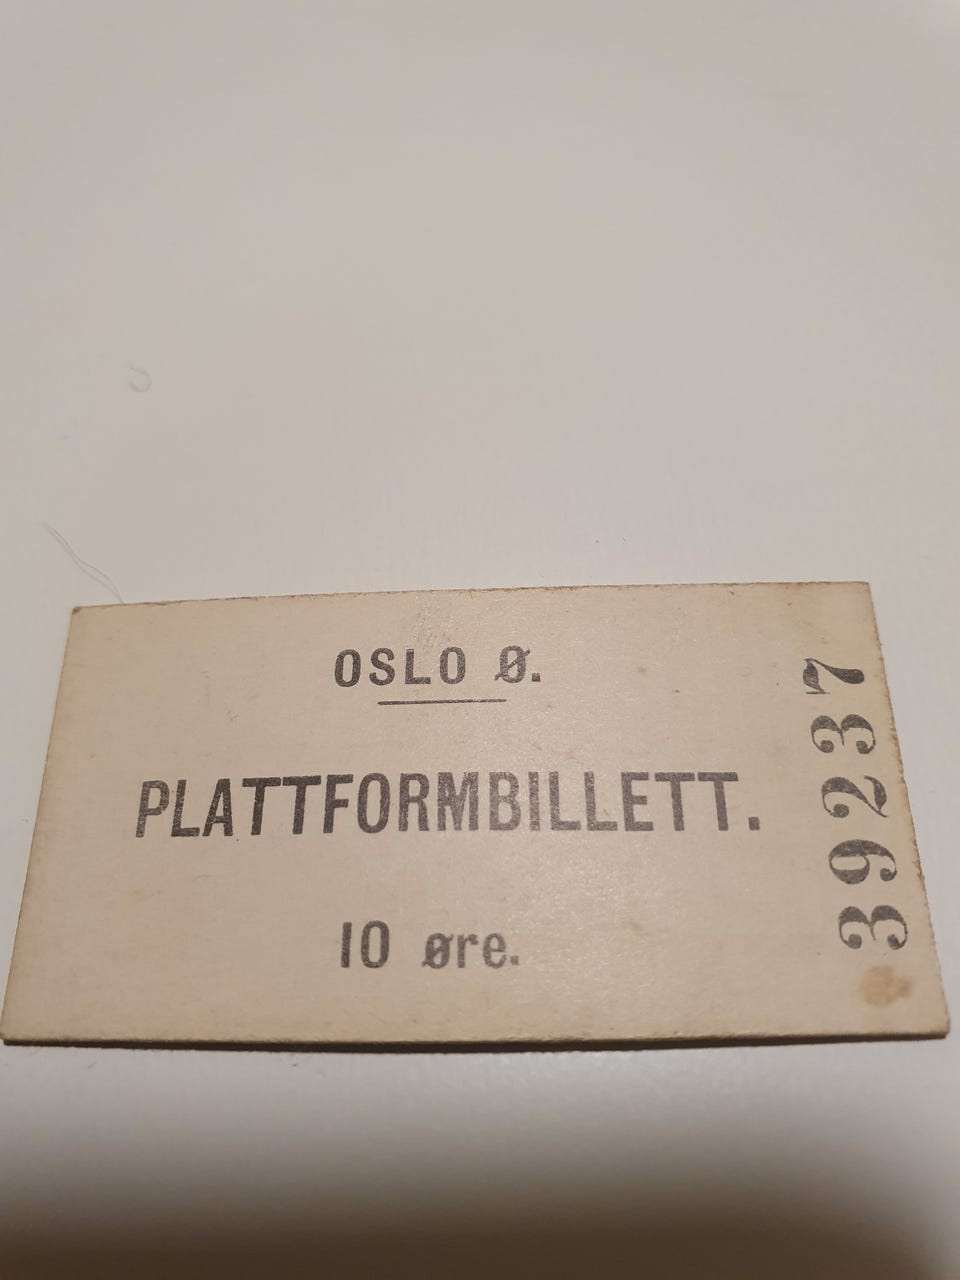 OSLO Ø.
PLATTFORMBILLETT.
10 øre.
39237